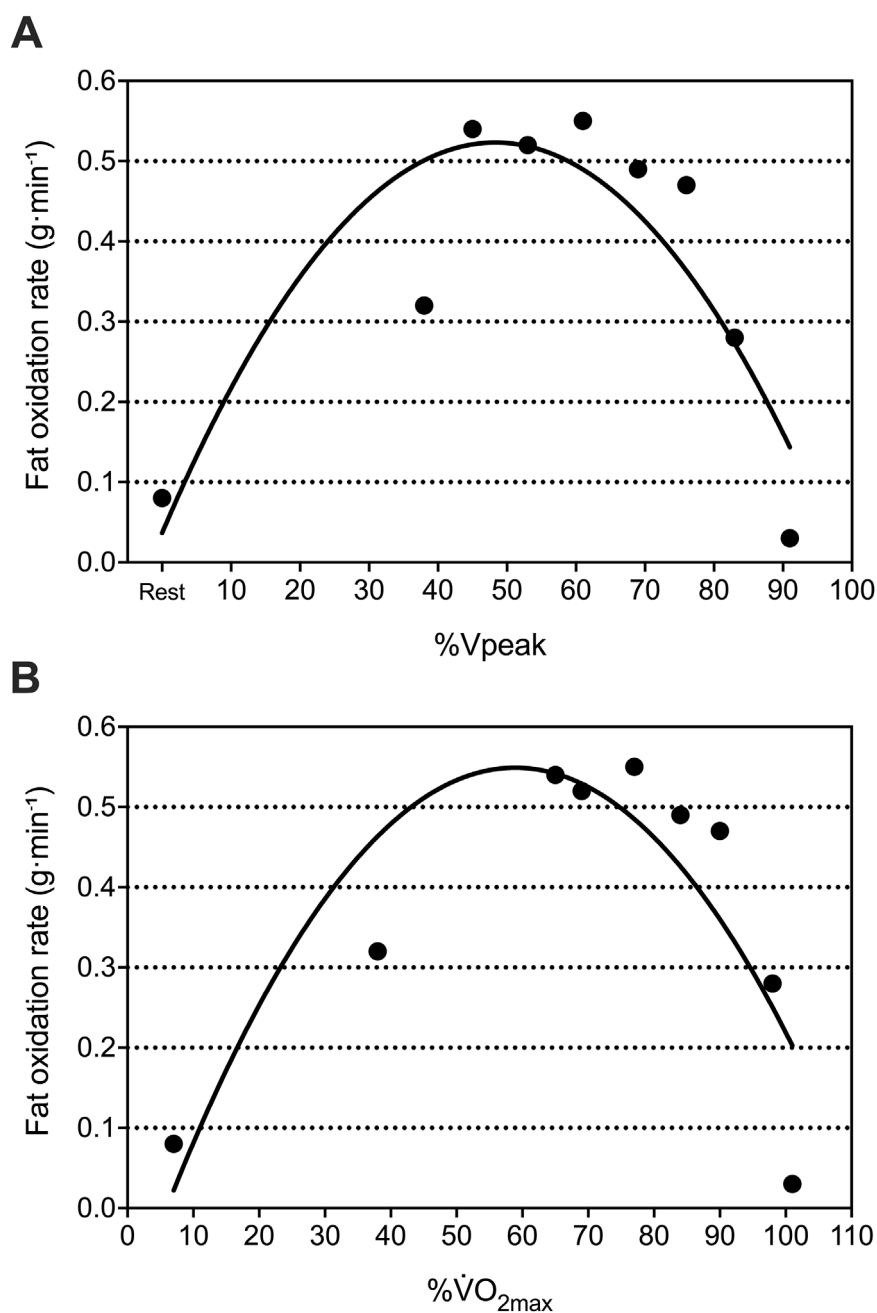 A
0.6
0.5
0.4
0.3
0.2
0.1
0.0
Fat oxidation rate (g·min⁻¹)
Rest 10 20 30 40 50 60 70 80 90 100
%Vpeak
B
0.6
0.5
0.4
0.3
0.2
0.1
0.0
Fat oxidation rate (g·min⁻¹)
0 10 20 30 40 50 60 70 80 90 100 110
%V̇O₂max